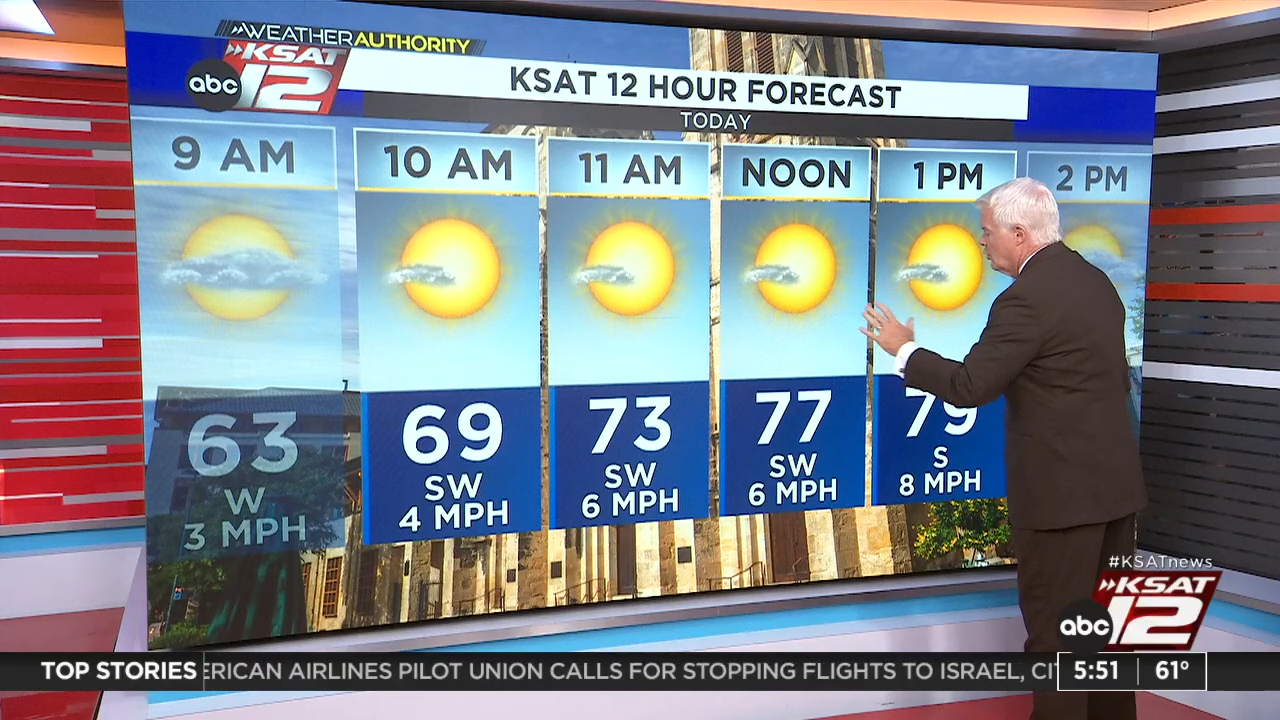 WEATHERAUTHORITY
KSAT
abc 12
KSAT 12 HOUR FORECAST
TODAY
9 AM
63
W
3 MPH
10 AM
69
SW
4 MPH
11 AM
73
SW
6 MPH
NOON
77
SW
6 MPH
1 PM
79
S
8 MPH
2 PM
#KSATnews
KSAT
abc 12
TOP STORIES ERICAN AIRLINES PILOT UNION CALLS FOR STOPPING FLIGHTS TO ISRAEL, CI 5:51 61°